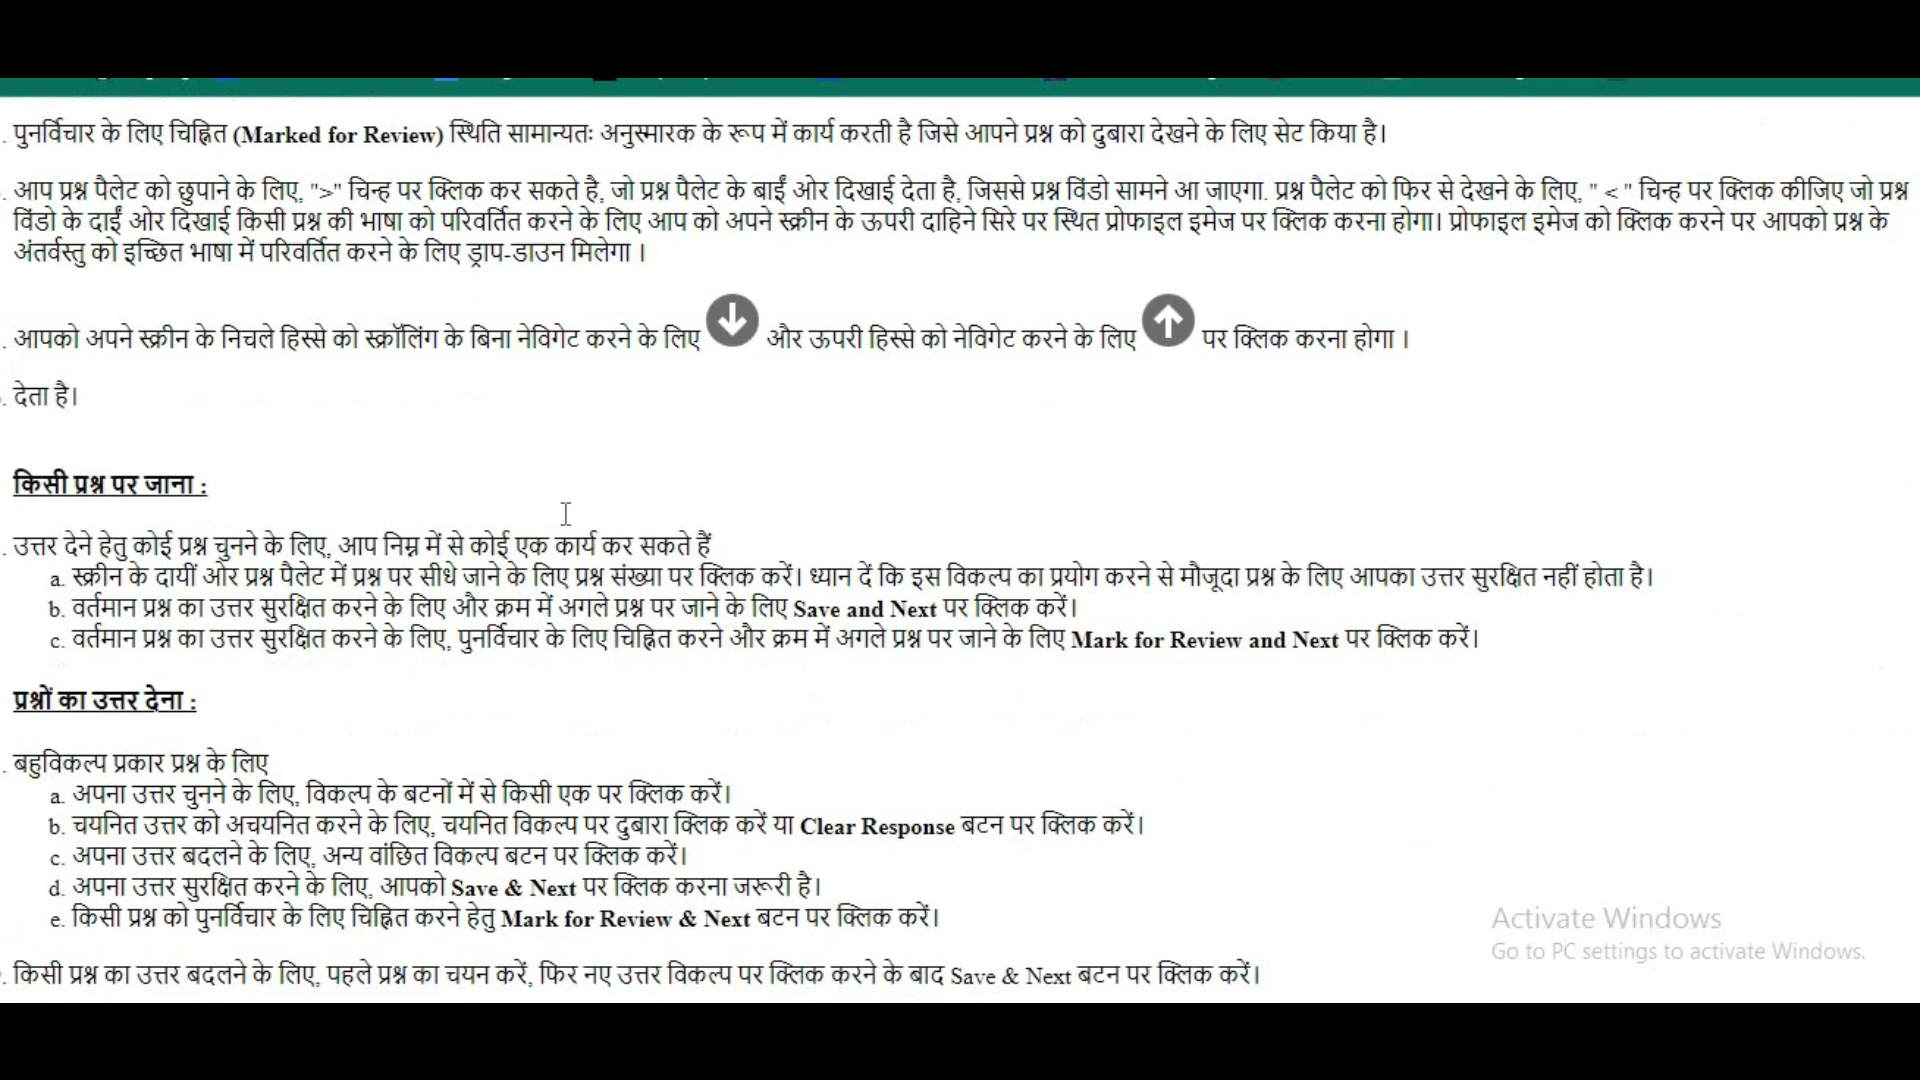 . पुनर्विचार के लिए चिह्नित (Marked for Review) स्थिति सामान्यतः अनुस्मारक के रूप में कार्य करती है जिसे आपने प्रश्न को दुबारा देखने के लिए सेट किया है।
. आप प्रश्न पैलेट को छुपाने के लिए, ">" चिन्ह पर क्लिक कर सकते है, जो प्रश्न पैलेट के बाईं ओर दिखाई देता है, जिससे प्रश्न विंडो सामने आ जाएगा. प्रश्न पैलेट को फिर से देखने के लिए, " < " चिन्ह पर क्लिक कीजिए जो प्रश्न
विंडो के दाईं ओर दिखाई किसी प्रश्न की भाषा को परिवर्तित करने के लिए आप को अपने स्क्रीन के ऊपरी दाहिने सिरे पर स्थित प्रोफाइल इमेज पर क्लिक करना होगा। प्रोफाइल इमेज को क्लिक करने पर आपको प्रश्न के
अंतर्वस्तु को इच्छित भाषा में परिवर्तित करने के लिए ड्राप-डाउन मिलेगा ।
. आपको अपने स्क्रीन के निचले हिस्से को स्क्रॉलिंग के बिना नेविगेट करने के लिए और ऊपरी हिस्से को नेविगेट करने के लिए पर क्लिक करना होगा ।
. देता है।
किसी प्रश्न पर जाना :
. उत्तर देने हेतु कोई प्रश्न चुनने के लिए, आप निम्न में से कोई एक कार्य कर सकते हैं
a. स्क्रीन के दायीं ओर प्रश्न पैलेट में प्रश्न पर सीधे जाने के लिए प्रश्न संख्या पर क्लिक करें। ध्यान दें कि इस विकल्प का प्रयोग करने से मौजूदा प्रश्न के लिए आपका उत्तर सुरक्षित नहीं होता है।
b. वर्तमान प्रश्न का उत्तर सुरक्षित करने के लिए और क्रम में अगले प्रश्न पर जाने के लिए Save and Next पर क्लिक करें।
c. वर्तमान प्रश्न का उत्तर सुरक्षित करने के लिए, पुनर्विचार के लिए चिह्नित करने और क्रम में अगले प्रश्न पर जाने के लिए Mark for Review and Next पर क्लिक करें।
प्रश्नों का उत्तर देना :
. बहुविकल्प प्रकार प्रश्न के लिए
a. अपना उत्तर चुनने के लिए, विकल्प के बटनों में से किसी एक पर क्लिक करें।
b. चयनित उत्तर को अचयनित करने के लिए, चयनित विकल्प पर दुबारा क्लिक करें या Clear Response बटन पर क्लिक करें।
c. अपना उत्तर बदलने के लिए, अन्य वांछित विकल्प बटन पर क्लिक करें।
d. अपना उत्तर सुरक्षित करने के लिए, आपको Save & Next पर क्लिक करना जरूरी है।
e. किसी प्रश्न को पुनर्विचार के लिए चिह्नित करने हेतु Mark for Review & Next बटन पर क्लिक करें।
. किसी प्रश्न का उत्तर बदलने के लिए, पहले प्रश्न का चयन करें, फिर नए उत्तर विकल्प पर क्लिक करने के बाद Save & Next बटन पर क्लिक करें।
Activate Windows
Go to PC settings to activate Windows.